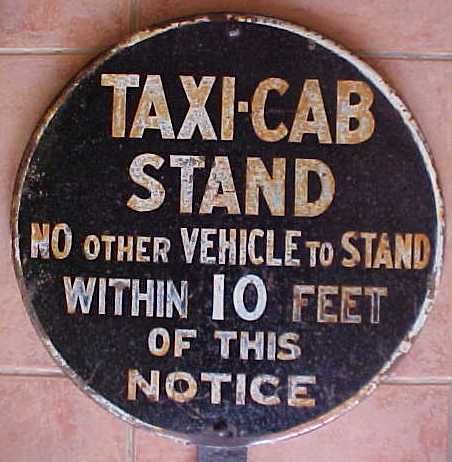 TAXI-CAB
STAND
NO OTHER VEHICLE TO STAND
WITHIN 10 FEET
OF THIS
NOTICE